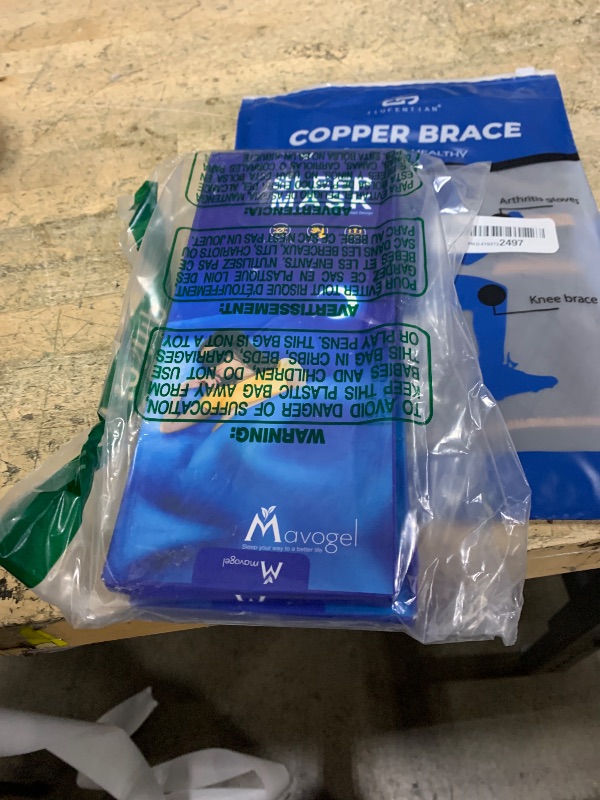 COPPER BRACE
HEALTHY
Arthritis gloves
2497
Knee brace
SLEEP
MASK
ADVERTENCIA:
POUR ÉVITER TOUT RISQUE D'ÉTOUFFEMENT,
GARDER CE SAC EN PLASTIQUE LOIN DES
BÉBÉS ET LES ENFANTS. N'UTILISEZ PAS CE
SAC DANS LES BERCEAUX, LITS, CHARIOTS OU
PARC AU BÉBÉ. CE SAC N'EST PAS UN JOUET.
AVERTISSEMENT:
WARNING:
TO AVOID DANGER OF SUFFOCATION,
KEEP THIS PLASTIC BAG AWAY FROM
BABIES AND CHILDREN, DO NOT USE
THIS BAG IN CRIBS, BEDS, CARRIAGES
OR PLAY PENS. THIS BAG IS NOT A TOY.
Mavogel
Sleep your way to a better life
Mavogel